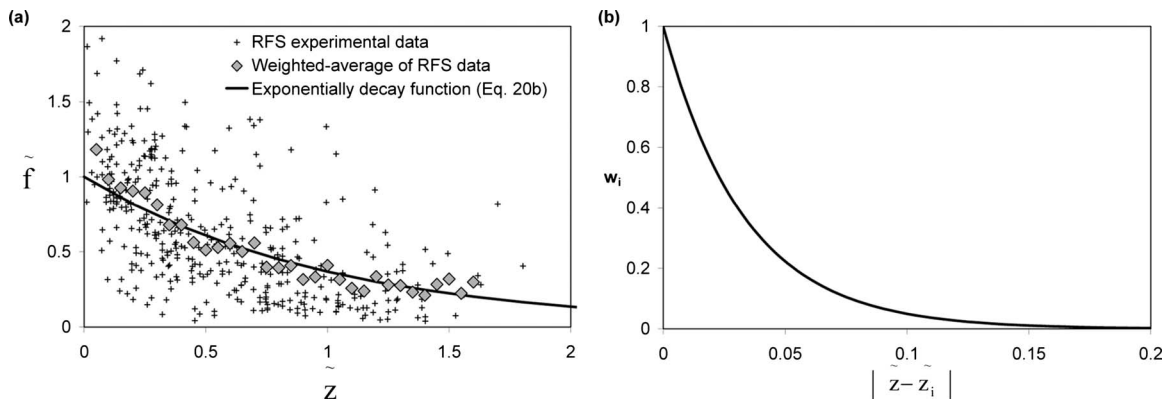 (a)
2
1.5
1
0.5
0
f̃
+ RFS experimental data
Weighted-average of RFS data
Exponentially decay function (Eq. 20b)
0 0.5 1 1.5 2
z̃
(b)
1
0.8
wᵢ
0.6
0.4
0.2
0
0 0.05 0.1 0.15 0.2
| z̃ – z̃ᵢ |